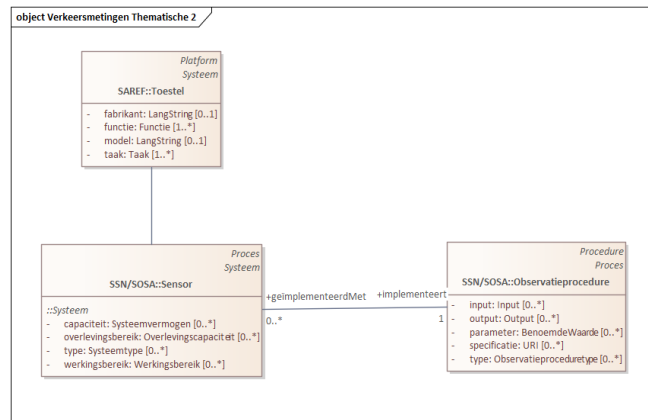 object Verkeersmetingen Thematische 2
Platform
Systeem
SAREF::Toestel
- fabrikant: LangString [0..1]
- functie: Functie [1..*]
- model: LangString [0..1]
- taak: Taak [1..*]
Proces
Systeem
SSN/SOSA::Sensor
::Systeem
- capaciteit: Systeemvermogen [0..*]
- overlevingsbereik: Overlevingscapaciteit [0..*]
- type: Systeemtype [0..*]
- werkingsbereik: Werkingsbereik [0..*]
+geïmplementeerdMet
0..*
+implementeert
1
Procedure
Proces
SSN/SOSA::Observatieprocedure
- input: Input [0..*]
- output: Output [0..*]
- parameter: BenoemdeWaarde [0..*]
- specificatie: URI [0..*]
- type: Observatieproceduretype [0..*]